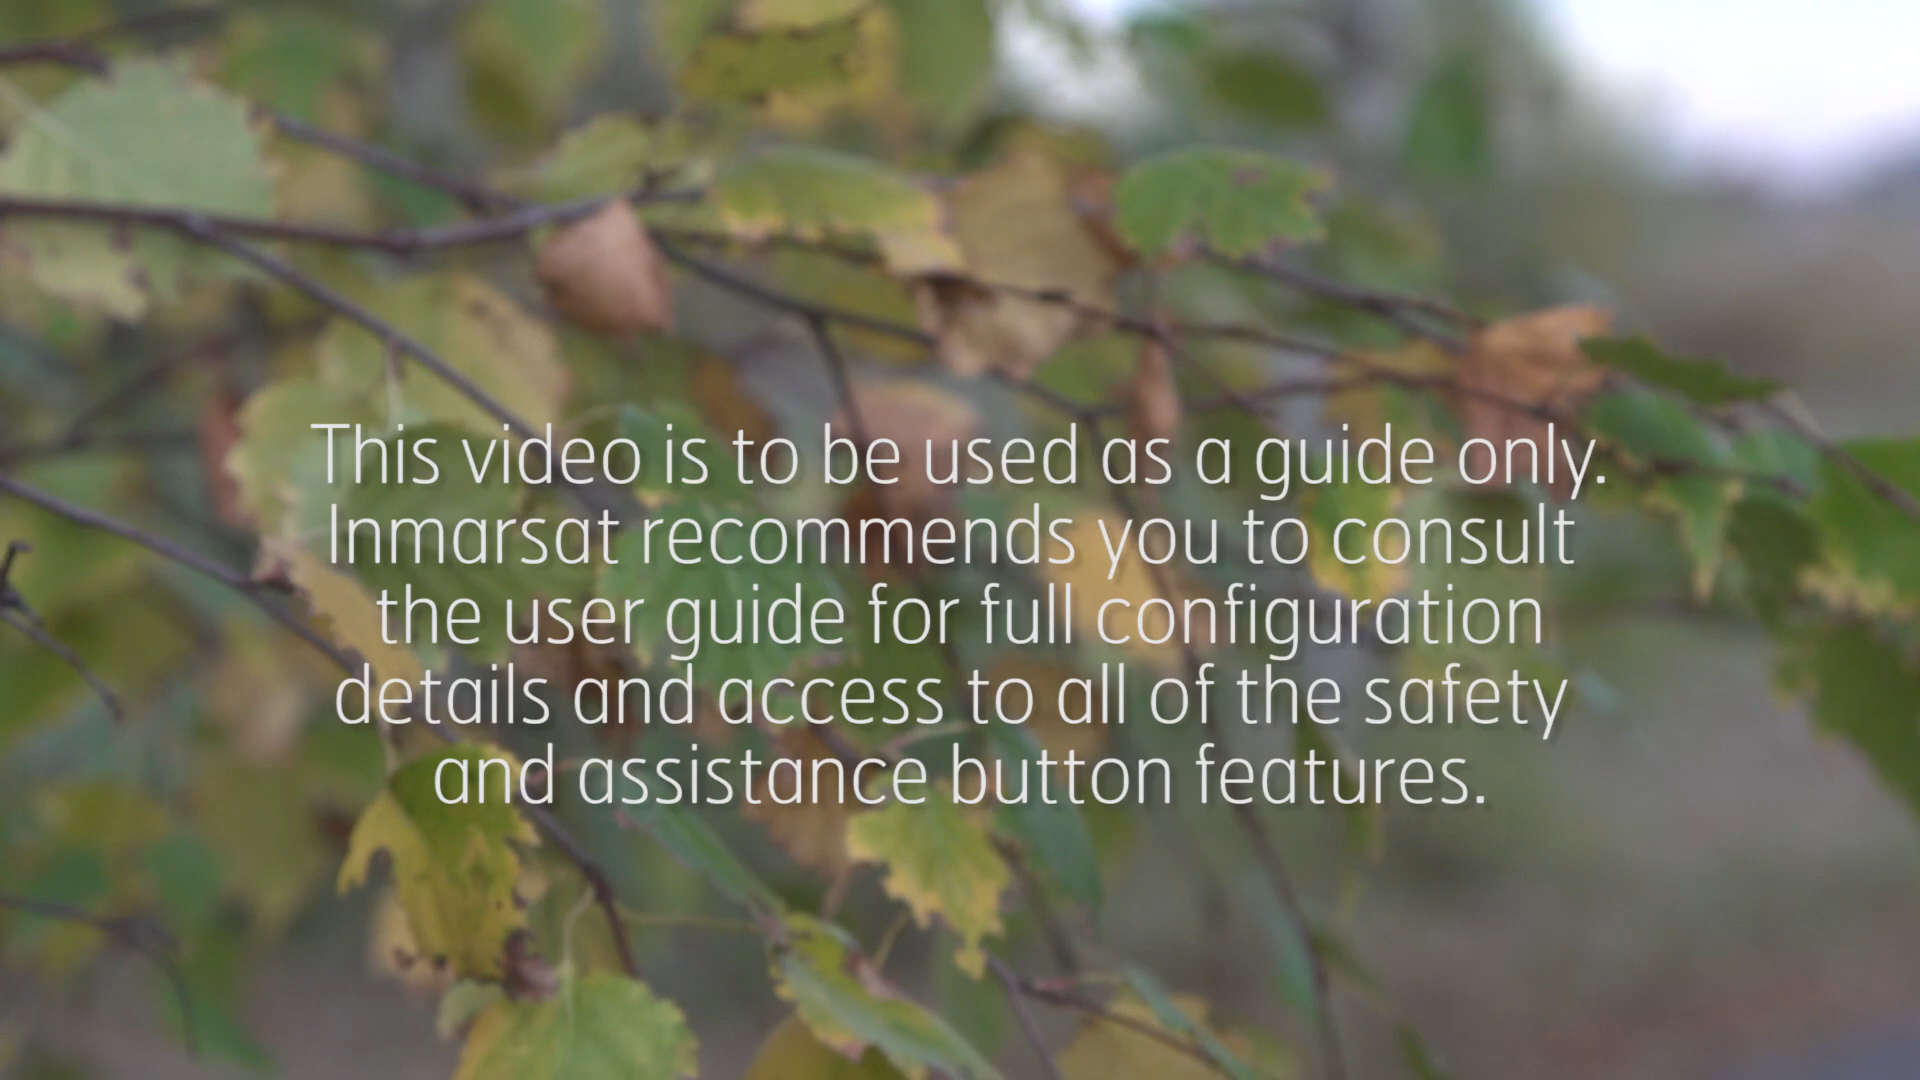 This video is to be used as a guide only.
Inmarsat recommends you to consult
the user guide for full configuration
details and access to all of the safety
and assistance button features.